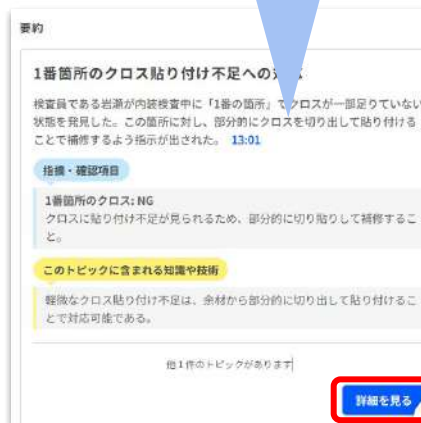 要約
1番箇所のクロス貼り付け不足への
検査員である岩瀬が内装検査中に「1番の箇所」でクロスが一部足りていない
状態を発見した。この箇所に対し、部分的にクロスを切り出して貼り付ける
ことで補修するよう指示が出された。 13:01
指摘・確認項目
1番箇所のクロス: NG
クロスに貼り付け不足が見られるため、部分的に切り貼りして補修するこ
と。
このトピックに含まれる知識や技術
軽微なクロス貼り付け不足は、余材から部分的に切り出して貼り付けるこ
とで対応可能である。
他1件のトピックがあります
詳細を見る